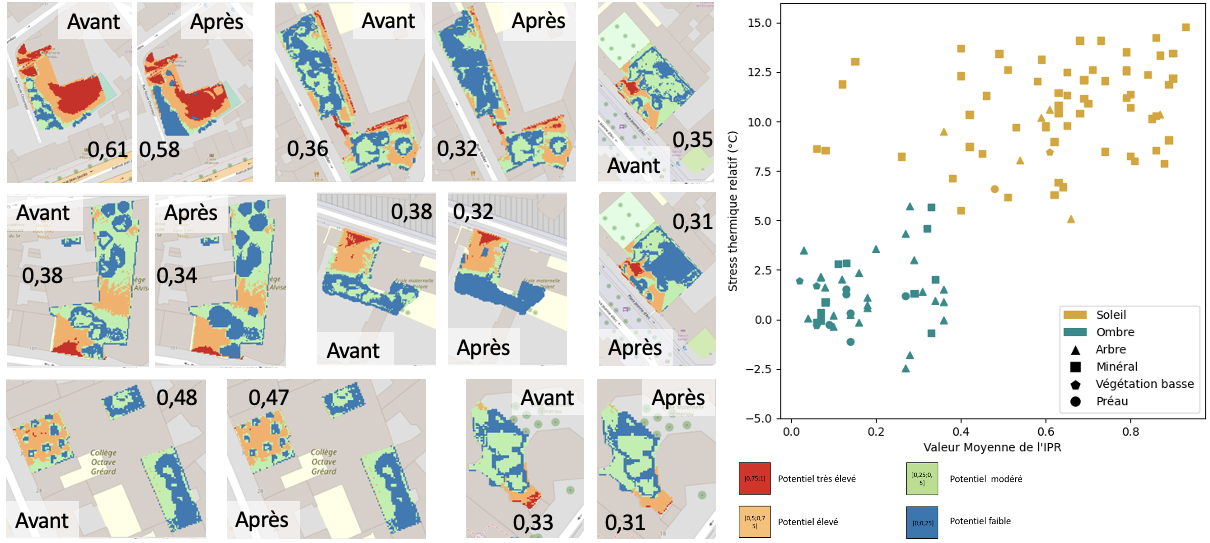 Avant
Après
0,61
0,58
0,36
0,32
Avant
0,35
Avant
Après
0,38
0,34
0,38
0,32
Avant
Après
0,31
Après
0,48
0,47
Collège
Octave
Gréard
Avant
Collège
Octave
Gréard
Après
Avant
Après
0,33
0,31
15.0
12.5
10.0
7.5
5.0
2.5
0.0
−2.5
−5.0
Stress thermique relatif (°C)
0.0
0.2
0.4
0.6
0.8
Valeur Moyenne de l'IPR
Soleil
Ombre
Arbre
Minéral
Végétation basse
Préau
Potentiel très élevé
Potentiel modéré
Potentiel élevé
Potentiel faible